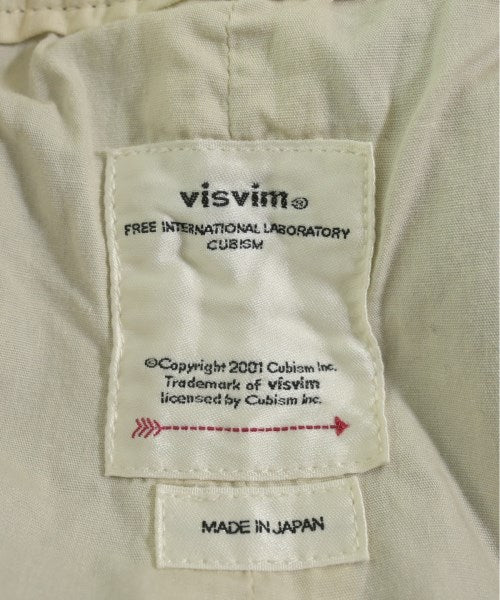 visvim®
FREE INTERNATIONAL LABORATORY
CUBISM
©Copyright 2001 Cubism Inc.
Trademark of visvim
licensed by Cubism Inc.
MADE IN JAPAN